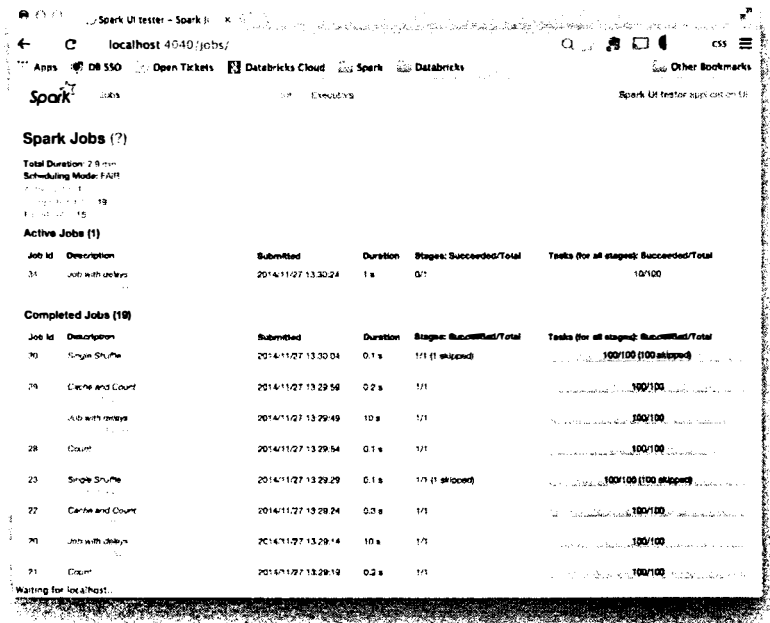 Spark UI tester – Spark J
localhost:4040/jobs/
css
Apps DB SSO Open Tickets Databricks Cloud Spark Databricks Other Bookmarks
Spark Jobs Executors Spark UI tester application UI
Spark Jobs (?)
Total Duration: 2.9 min
Scheduling Mode: FAIR
19
15
Active Jobs (1)
Job Id Description Submitted Duration Stages: Succeeded/Total Tasks (for all stages): Succeeded/Total
31 Job with delays 2014/11/27 13:30:24 1 s 0/1 10/100
Completed Jobs (19)
Job Id Description Submitted Duration Stages: Succeeded/Total Tasks (for all stages): Succeeded/Total
30 Single Shuffle 2014/11/27 13:30:04 0.1 s 1/1 (1 skipped) 100/100 (100 skipped)
29 Cache and Count 2014/11/27 13:29:59 0.2 s 1/1 100/100
Job with delays 2014/11/27 13:29:49 10 s 1/1 100/100
28 Count 2014/11/27 13:29:54 0.1 s 1/1 100/100
23 Single Shuffle 2014/11/27 13:29:29 0.1 s 1/1 (1 skipped) 100/100 (100 skipped)
22 Cache and Count 2014/11/27 13:29:24 0.3 s 1/1 100/100
20 Job with delays 2014/11/27 13:29:14 10 s 1/1 100/100
21 Count 2014/11/27 13:29:19 0.2 s 1/1 100/100
Waiting for localhost...